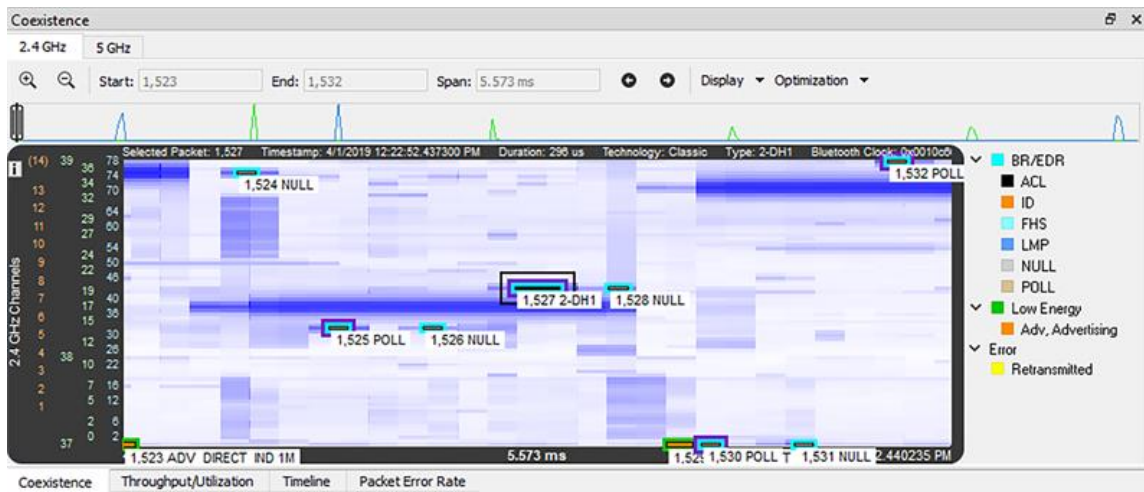 Coexistence
2.4 GHz 5 GHz
Start: 1,523 End: 1,532 Span: 5.573 ms Display Optimization
Selected Packet: 1,527 Timestamp: 4/1/2019 12:22:52.437300 PM Duration: 296 us Technology: Classic Type: 2-DH1 Bluetooth Clock:
2.4 GHz Channels
(14)
13
12
11
10
9
8
7
6
5
4
3
2
1
39
38
37
36
34
32
29
27
24
22
19
17
15
12
10
7
5
2
0
78
74
70
64
60
54
50
46
40
36
30
26
22
16
12
6
2
1,532 POLL
1,524 NULL
1,527 2-DH1
1,528 NULL
1,525 POLL
1,526 NULL
1,523 ADV_DIRECT_IND 1M
5.573 ms
1,530 POLL
1,531 NULL
2.440235 PM
BR/EDR
ACL
ID
FHS
LMP
NULL
POLL
Low Energy
Adv, Advertising
Error
Retransmitted
Coexistence Throughput/Utilization Timeline Packet Error Rate